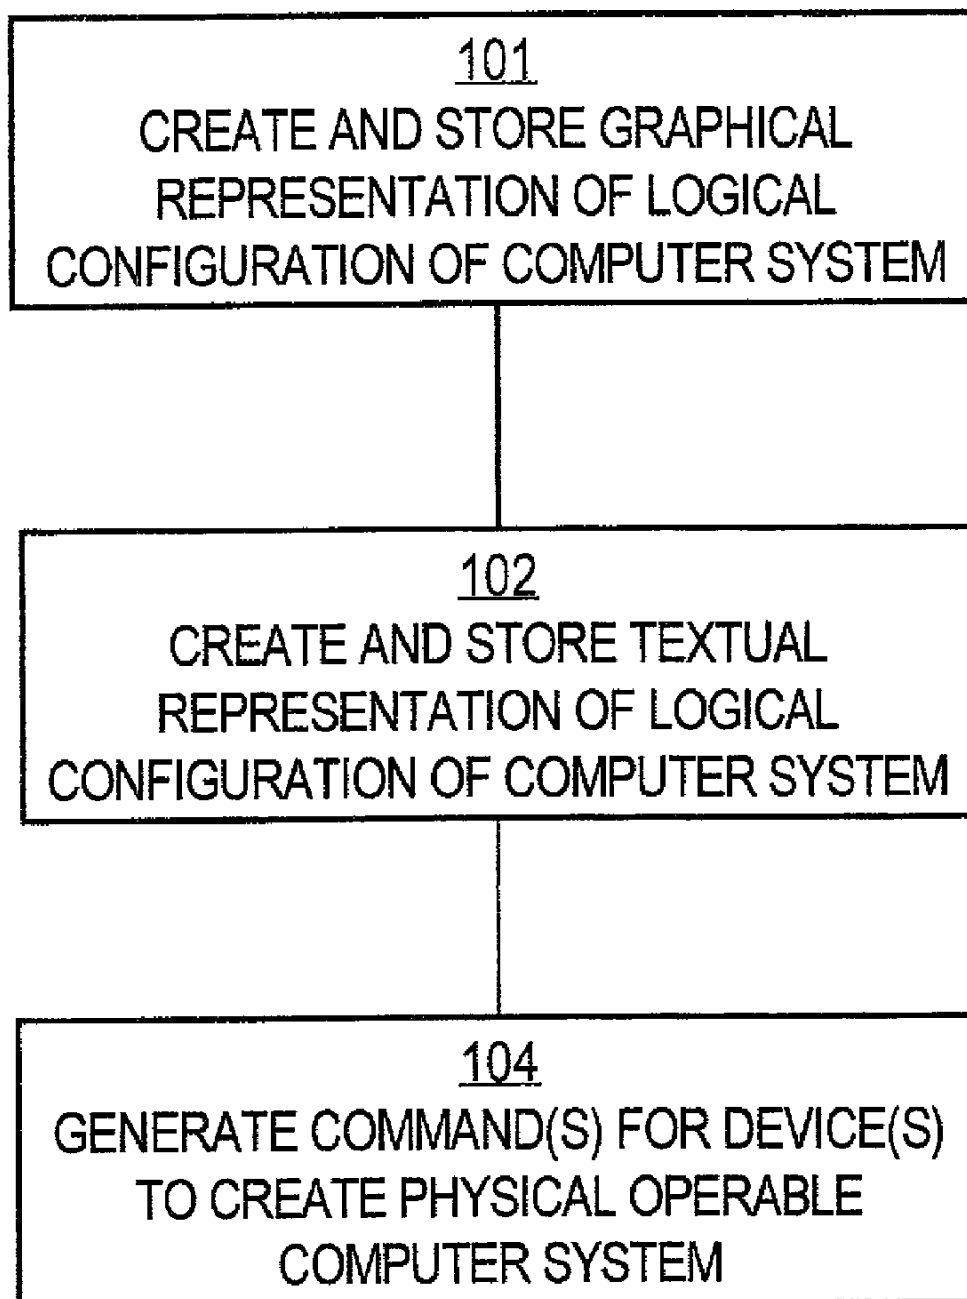 101
CREATE AND STORE GRAPHICAL
REPRESENTATION OF LOGICAL
CONFIGURATION OF COMPUTER SYSTEM
102
CREATE AND STORE TEXTUAL
REPRESENTATION OF LOGICAL
CONFIGURATION OF COMPUTER SYSTEM
104
GENERATE COMMAND(S) FOR DEVICE(S)
TO CREATE PHYSICAL OPERABLE
COMPUTER SYSTEM